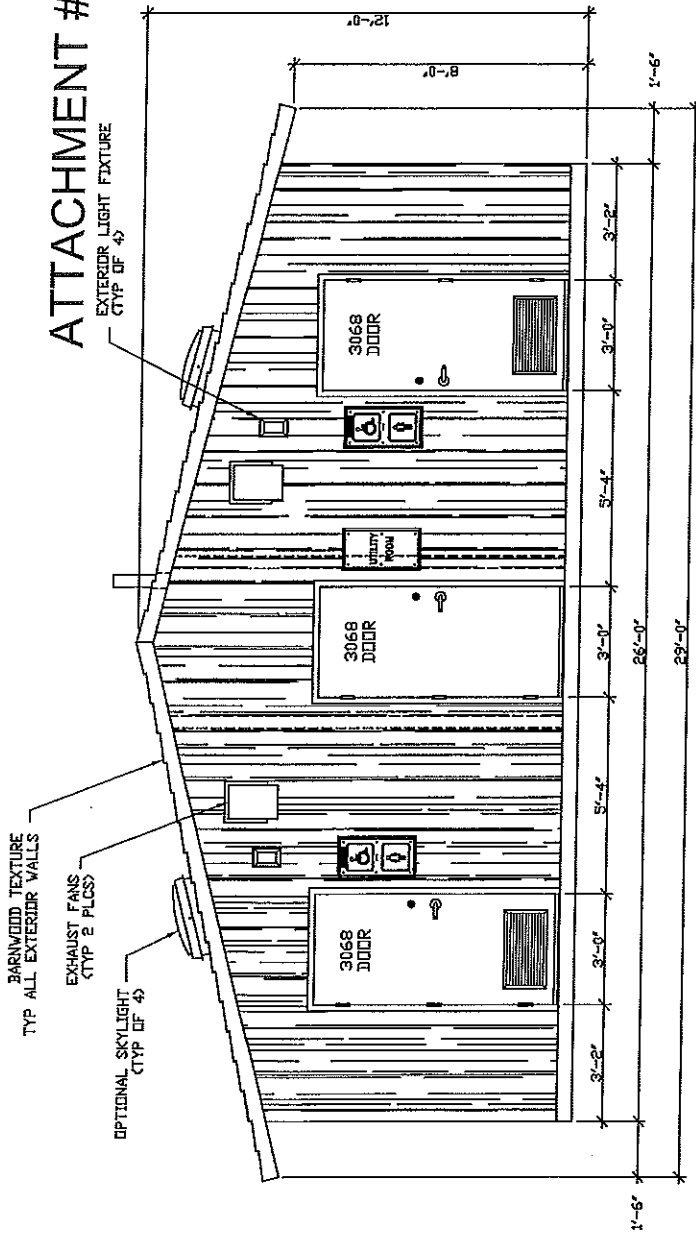 ATTACHMENT #
EXTERIOR LIGHT FIXTURE
(TYP OF 4)
BARNWOOD TEXTURE
TYP ALL EXTERIOR WALLS
EXHAUST FANS
(TYP 2 PLCS)
OPTIONAL SKYLIGHT
(TYP OF 4)
12'-0"
8'-0"
3068
DOOR
UTILITY
ROOM
3068
DOOR
3068
DOOR
1'-6"
3'-2"
3'-0"
5'-4"
3'-0"
5'-4"
3'-0"
3'-2"
1'-6"
26'-0"
29'-0"